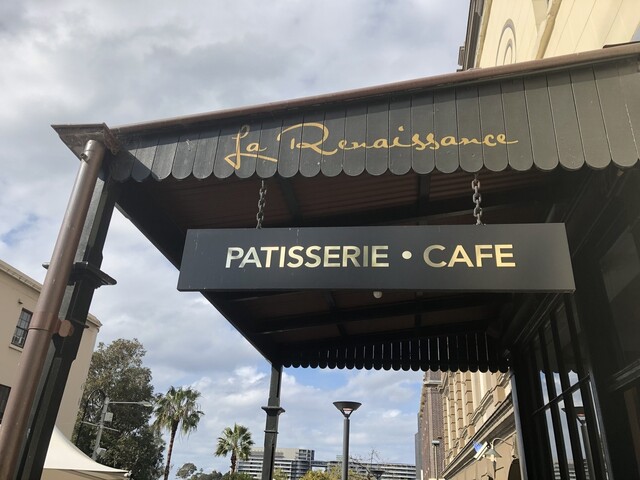 La Renaissance
PATISSERIE • CAFE